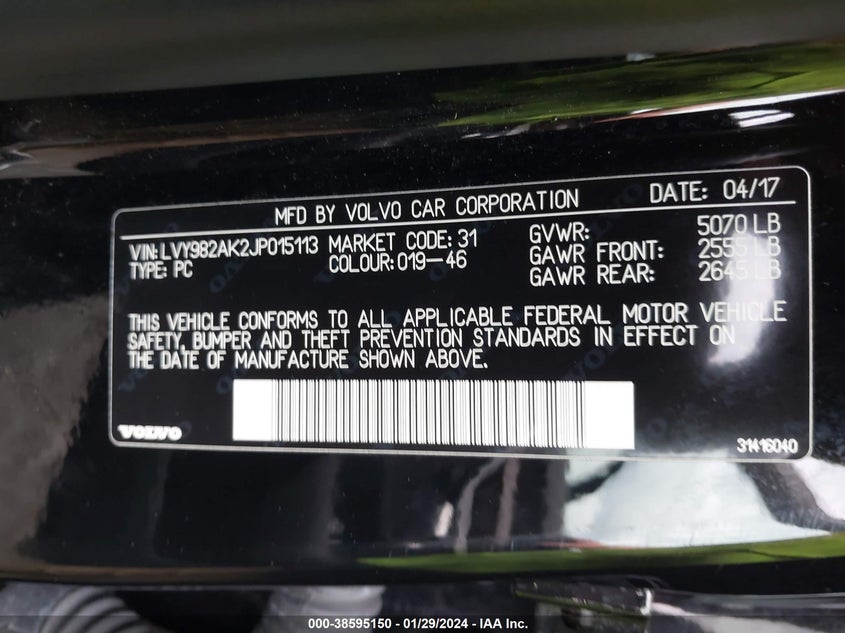 MFD BY VOLVO CAR CORPORATION DATE: 04/17
VIN: LVY982AK2JP015113 MARKET CODE: 31 GVWR: 5070 LB
TYPE: PC COLOUR: 019-46 GAWR FRONT: 2555 LB
GAWR REAR: 2645 LB
THIS VEHICLE CONFORMS TO ALL APPLICABLE FEDERAL MOTOR VEHICLE
SAFETY, BUMPER AND THEFT PREVENTION STANDARDS IN EFFECT ON
THE DATE OF MANUFACTURE SHOWN ABOVE.
VOLVO 31416040
000-38595150 - 01/29/2024 - IAA Inc.